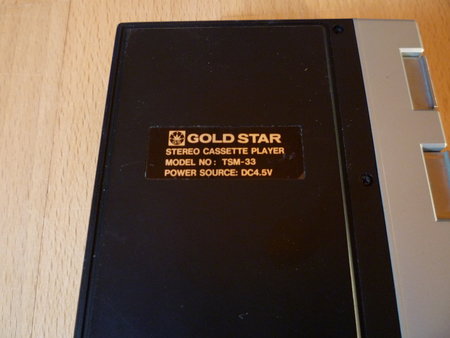 GOLD STAR
STEREO CASSETTE PLAYER
MODEL NO: TSM-33
POWER SOURCE: DC4.5V